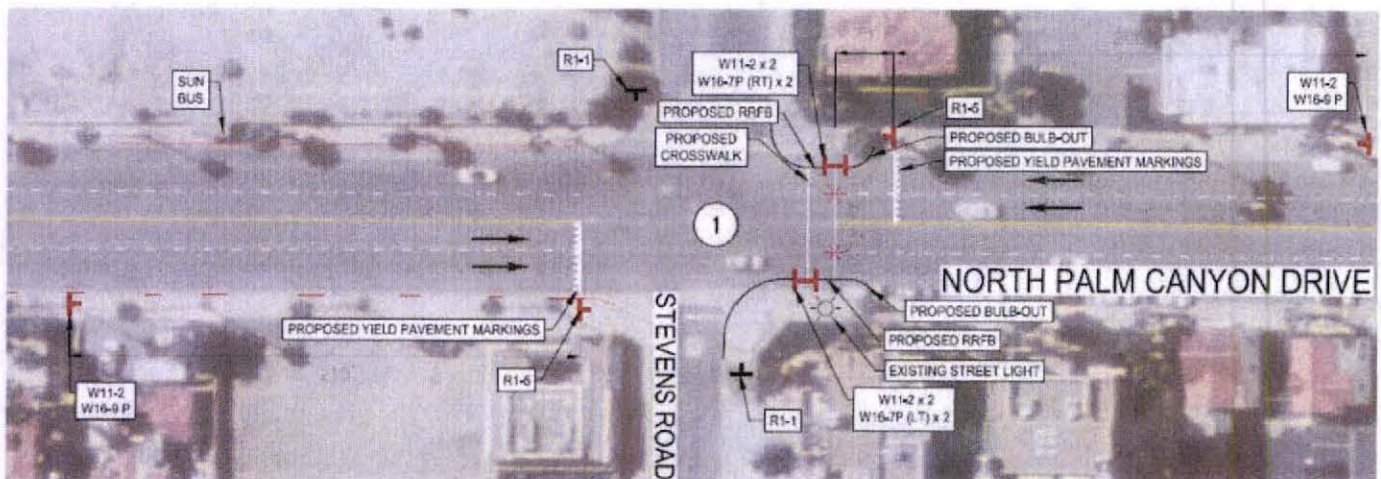 SUN
BUS
R1-1
W11-2 x 2
W16-7P (RT) x 2
PROPOSED RRFB
PROPOSED
CROSSWALK
R1-5
PROPOSED BULB-OUT
PROPOSED YIELD PAVEMENT MARKINGS
W11-2
W16-9 P
1
NORTH PALM CANYON DRIVE
PROPOSED YIELD PAVEMENT MARKINGS
STEVENS ROAD
PROPOSED BULB-OUT
PROPOSED RRFB
EXISTING STREET LIGHT
W11-2
W16-9 P
R1-5
R1-1
W11-2 x 2
W16-7P (LT) x 2